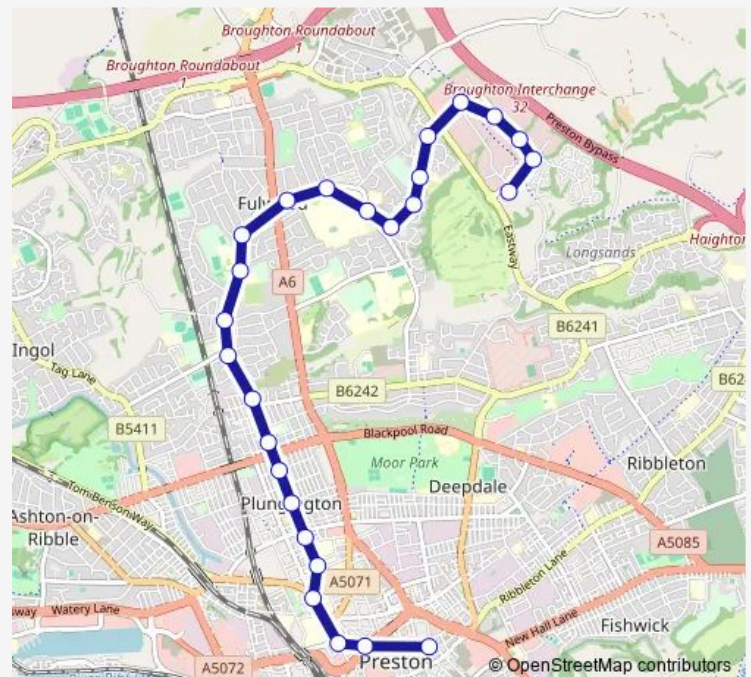 Broughton Roundabout
1
Broughton Roundabout
1
Broughton Interchange
32
Preston Bypass
Eastway
Longsands
Haighton
A6
B6241
Ingol
Tag Lane
B6242
B62
B5411
Blackpool Road
Moor Park
Ribbleton
Deepdale
Tom Benson Way
Ashton-on-
Ribble
A5085
A5071
Ribbleton Lane
Watery Lane
New Hall Lane
Fishwick
A5072
Preston
© OpenStreetMap contributors